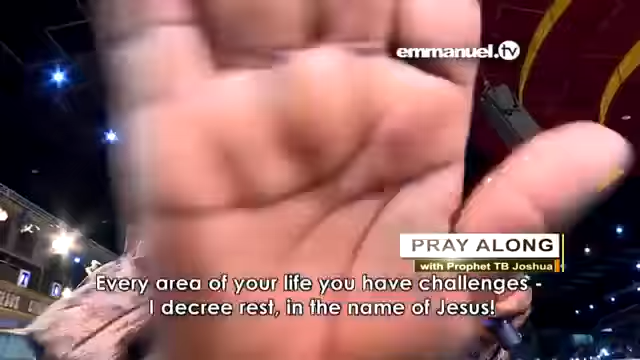 emmanuel.tv
PRAY ALONG
with Prophet TB Joshua
Every area of your life you have challenges -
I decree rest, in the name of Jesus!